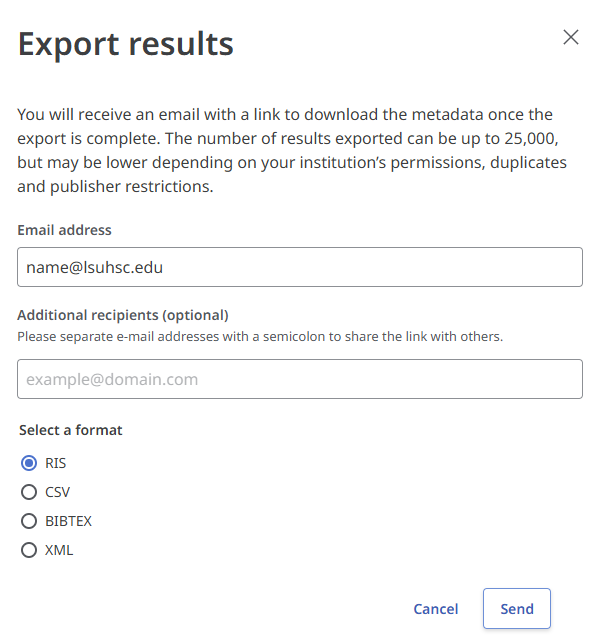 Export results
You will receive an email with a link to download the metadata once the
export is complete. The number of results exported can be up to 25,000,
but may be lower depending on your institution’s permissions, duplicates
and publisher restrictions.
Email address
name@lsuhsc.edu
Additional recipients (optional)
Please separate e-mail addresses with a semicolon to share the link with others.
example@domain.com
Select a format
RIS
CSV
BIBTEX
XML
Cancel Send